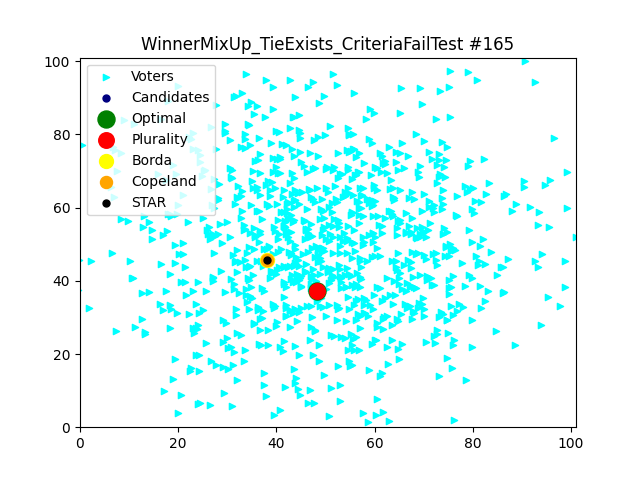 WinnerMixUp_TieExists_CriteriaFailTest #165
Voters
Candidates
Optimal
Plurality
Borda
Copeland
STAR
100
80
60
40
20
0
0 20 40 60 80 100